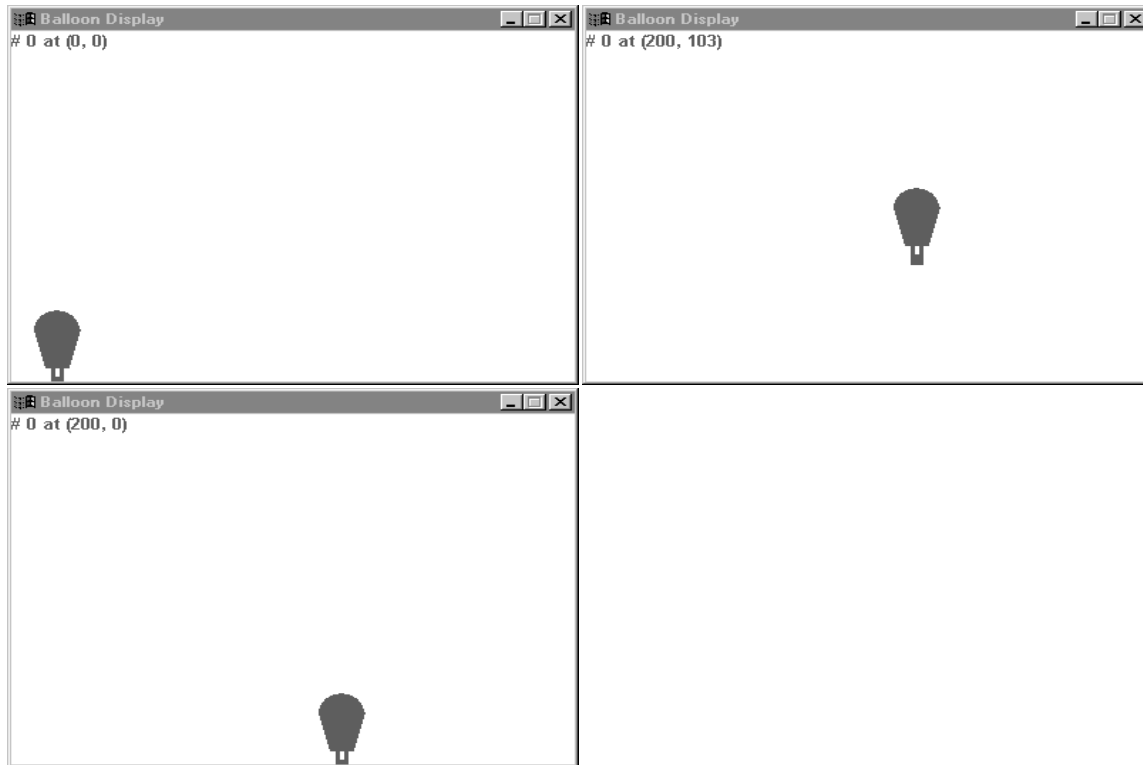 Balloon Display
# 0 at (0, 0)
Balloon Display
# 0 at (200, 103)
Balloon Display
# 0 at (200, 0)